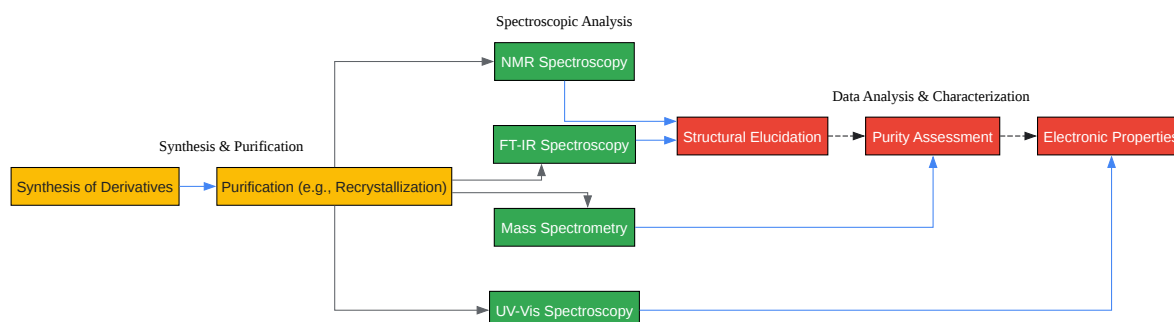 Spectroscopic Analysis
NMR Spectroscopy
Data Analysis & Characterization
Structural Elucidation
Purity Assessment
Electronic Properties
FT-IR Spectroscopy
Synthesis & Purification
Synthesis of Derivatives
Purification (e.g., Recrystallization)
Mass Spectrometry
UV-Vis Spectroscopy